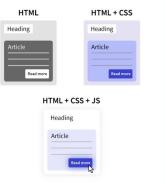 HTML
HTML + CSS
Heading
Heading
Article
Article
Read more
Read more
HTML + CSS + JS
Heading
Article
Read more